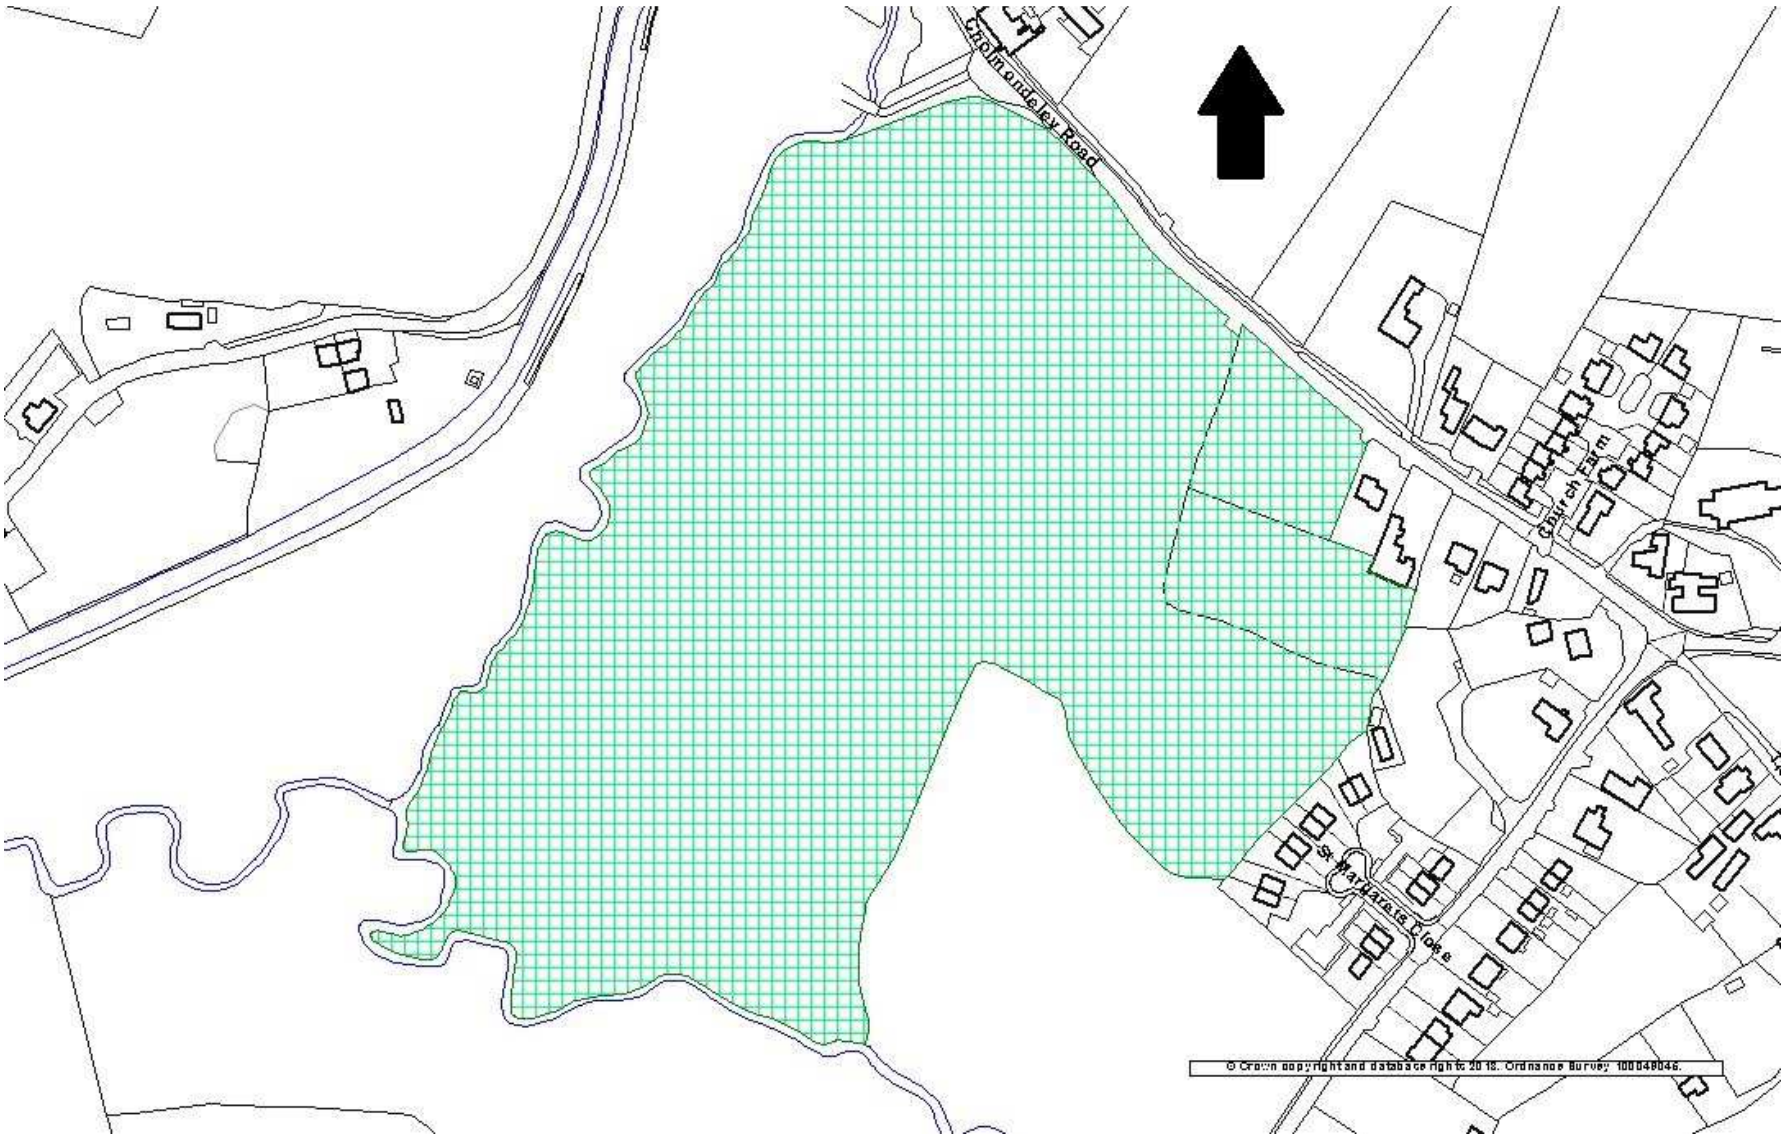 Cholmondeley Road
Church Farm
St Margarets Close
© Crown copyright and database rights 2018. Ordnance Survey 100049046.